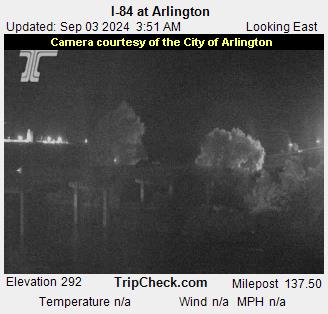 I-84 at Arlington
Updated: Sep 03 2024 3:51 AM Looking East
Camera courtesy of the City of Arlington
Elevation 292 TripCheck.com Milepost 137.50
Temperature n/a Wind n/a MPH n/a